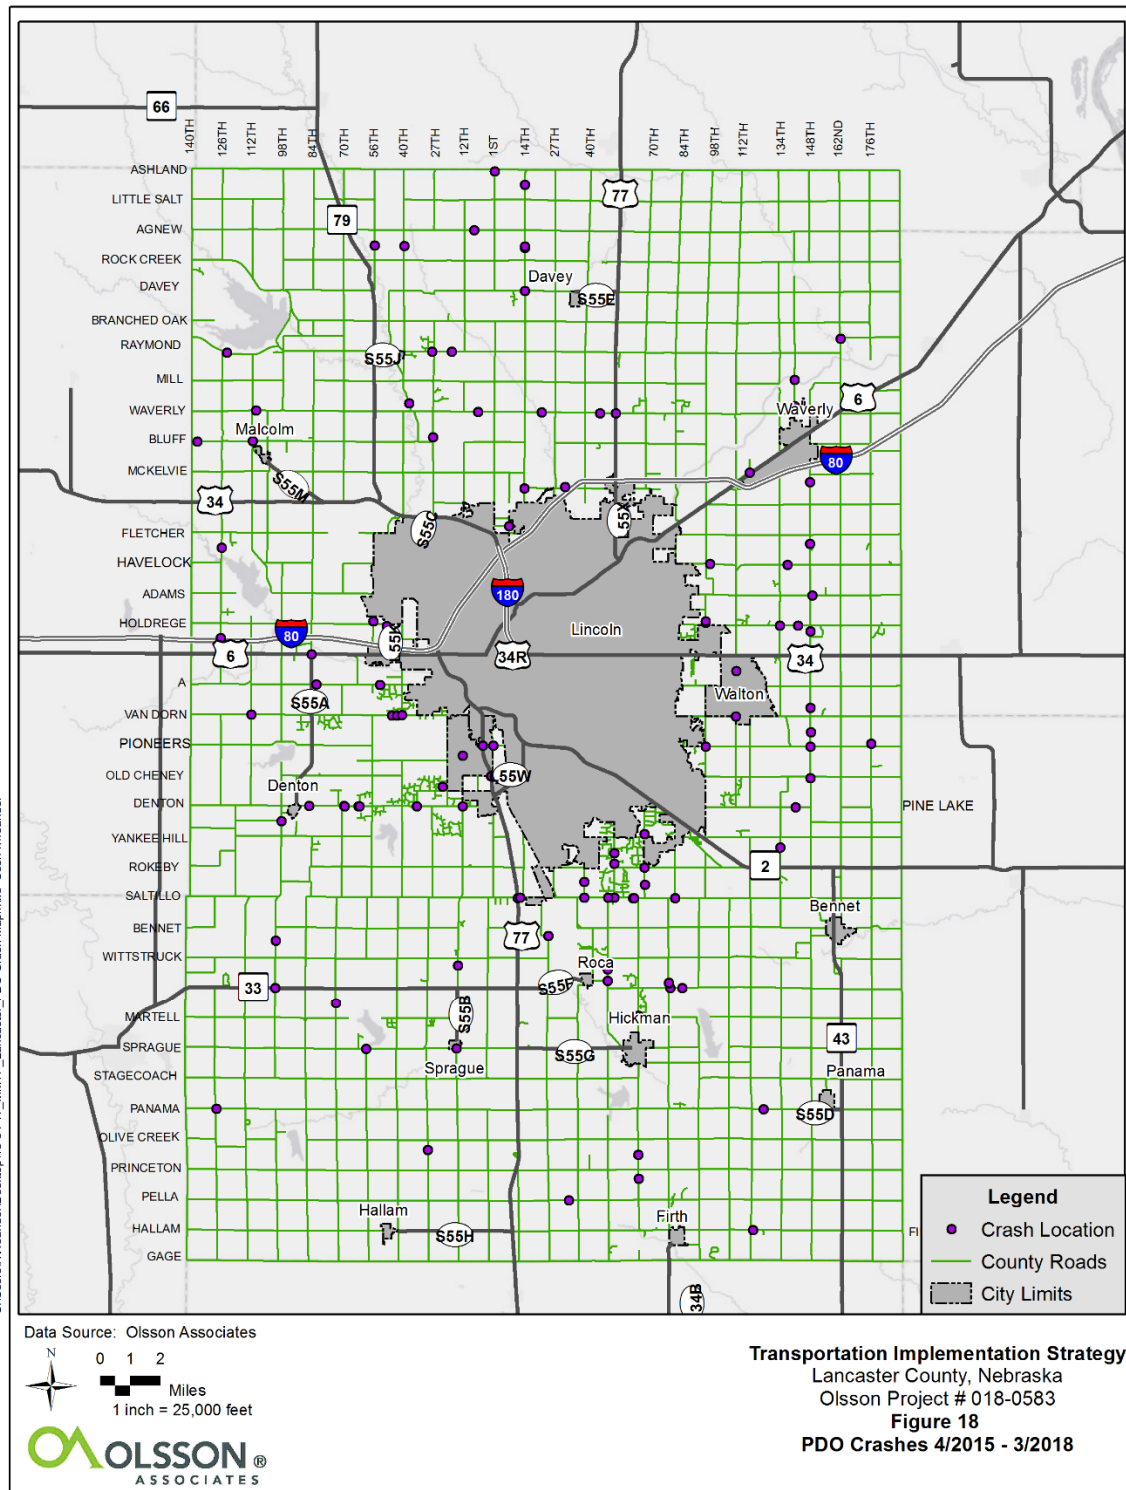 66
140TH
126TH
112TH
98TH
84TH
70TH
56TH
40TH
27TH
12TH
1ST
14TH
27TH
40TH
70TH
84TH
98TH
112TH
134TH
148TH
162ND
176TH
ASHLAND
LITTLE SALT
77
79
AGNEW
ROCK CREEK
Davey
DAVEY
S55E
BRANCHED OAK
RAYMOND
S55J
MILL
6
WAVERLY
Waverly
Malcolm
BLUFF
80
MCKELVIE
S55M
34
S55C
L55X
FLETCHER
HAVELOCK
180
ADAMS
HOLDREGE
Lincoln
80
L55K
6
34R
34
A
S55A
Walton
VAN DORN
PIONEERS
OLD CHENEY
L55W
Denton
DENTON
PINE LAKE
YANKEE HILL
2
ROKEBY
SALTILLO
Bennet
BENNET
77
WITTSTRUCK
Roca
33
S55F
S55B
MARTELL
Hickman
43
SPRAGUE
S55G
Sprague
Panama
STAGECOACH
PANAMA
S55D
OLIVE CREEK
PRINCETON
PELLA
Hallam
Firth
HALLAM
S55H
FI
GAGE
34B
Legend
Crash Location
County Roads
City Limits
Data Source: Olsson Associates
N
0 1 2
Miles
1 inch = 25,000 feet
OLSSON ®
ASSOCIATES
Transportation Implementation Strategy
Lancaster County, Nebraska
Olsson Project # 018-0583
Figure 18
PDO Crashes 4/2015 - 3/2018